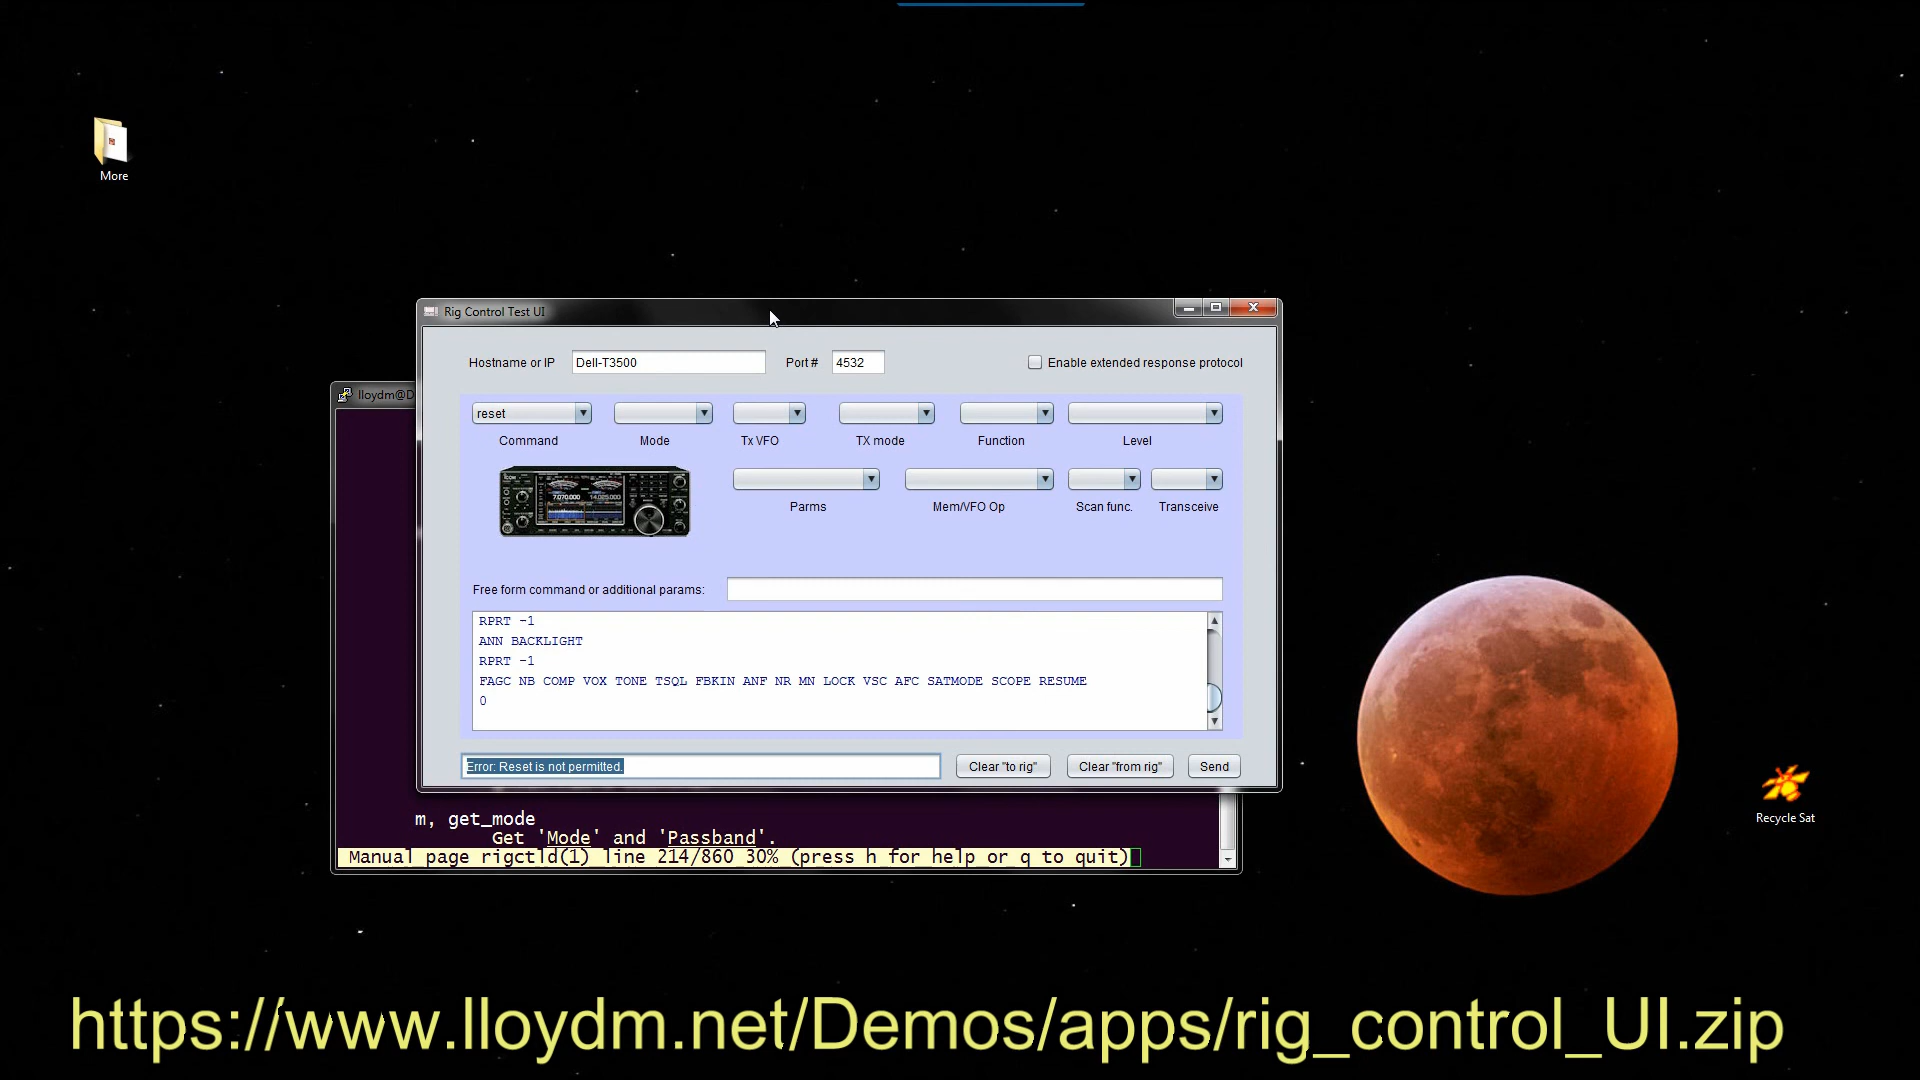 More
Rig Control Test UI
Hostname or IP Dell-T3500 Port # 4532 Enable extended response protocol
lloydm@D
reset
Command Mode Tx VFO TX mode Function Level
Parms Mem/VFO Op Scan func. Transceive
Free form command or additional params:
RPRT -1
ANN BACKLIGHT
RPRT -1
FAGC NB COMP VOX TONE TSQL FBKIN ANF NR MN LOCK VSC AFC SATMODE SCOPE RESUME
0
Error: Reset is not permitted. Clear "to rig" Clear "from rig" Send
m, get_mode
Get 'Mode' and 'Passband'.
Manual page rigctld(1) line 214/860 30% (press h for help or q to quit)
Recycle Sat
https://www.lloydm.net/Demos/apps/rig_control_UI.zip